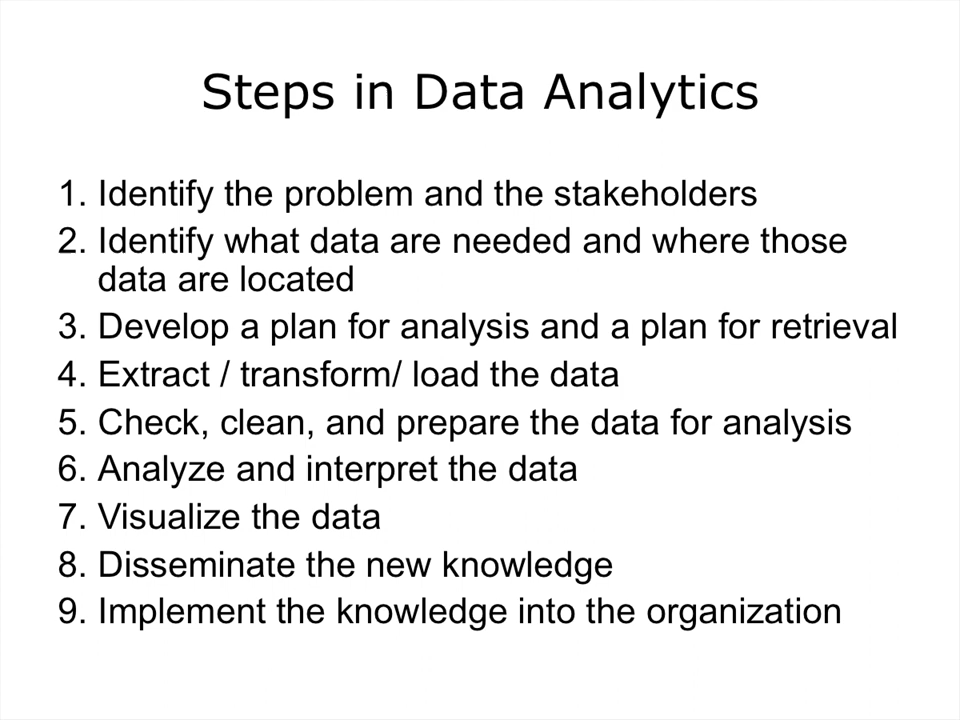 Steps in Data Analytics
1. Identify the problem and the stakeholders
2. Identify what data are needed and where those
data are located
3. Develop a plan for analysis and a plan for retrieval
4. Extract / transform/ load the data
5. Check, clean, and prepare the data for analysis
6. Analyze and interpret the data
7. Visualize the data
8. Disseminate the new knowledge
9. Implement the knowledge into the organization